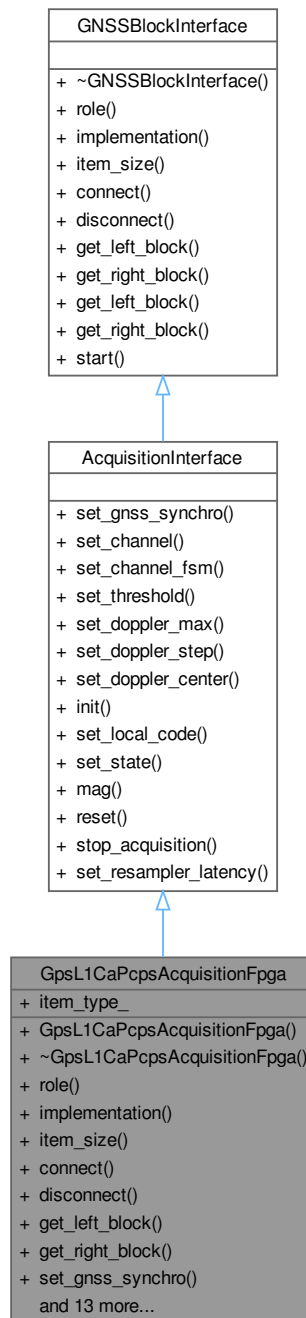 GNSSBlockInterface
+ ~GNSSBlockInterface()
+ role()
+ implementation()
+ item_size()
+ connect()
+ disconnect()
+ get_left_block()
+ get_right_block()
+ get_left_block()
+ get_right_block()
+ start()
AcquisitionInterface
+ set_gnss_synchro()
+ set_channel()
+ set_channel_fsm()
+ set_threshold()
+ set_doppler_max()
+ set_doppler_step()
+ set_doppler_center()
+ init()
+ set_local_code()
+ set_state()
+ mag()
+ reset()
+ stop_acquisition()
+ set_resampler_latency()
GpsL1CaPcpsAcquisitionFpga
+ item_type_
+ GpsL1CaPcpsAcquisitionFpga()
+ ~GpsL1CaPcpsAcquisitionFpga()
+ role()
+ implementation()
+ item_size()
+ connect()
+ disconnect()
+ get_left_block()
+ get_right_block()
+ set_gnss_synchro()
and 13 more...